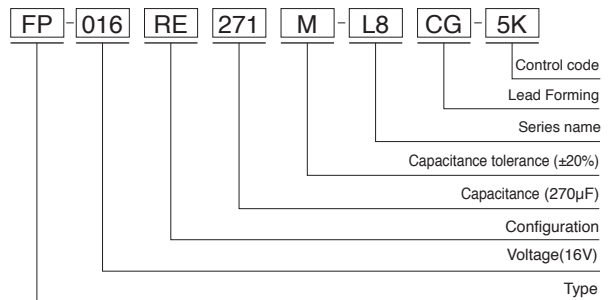 FP-016 RE 271 M-L8 CG-5K
Control code
Lead Forming
Series name
Capacitance tolerance (±20%)
Capacitance (270µF)
Configuration
Voltage(16V)
Type